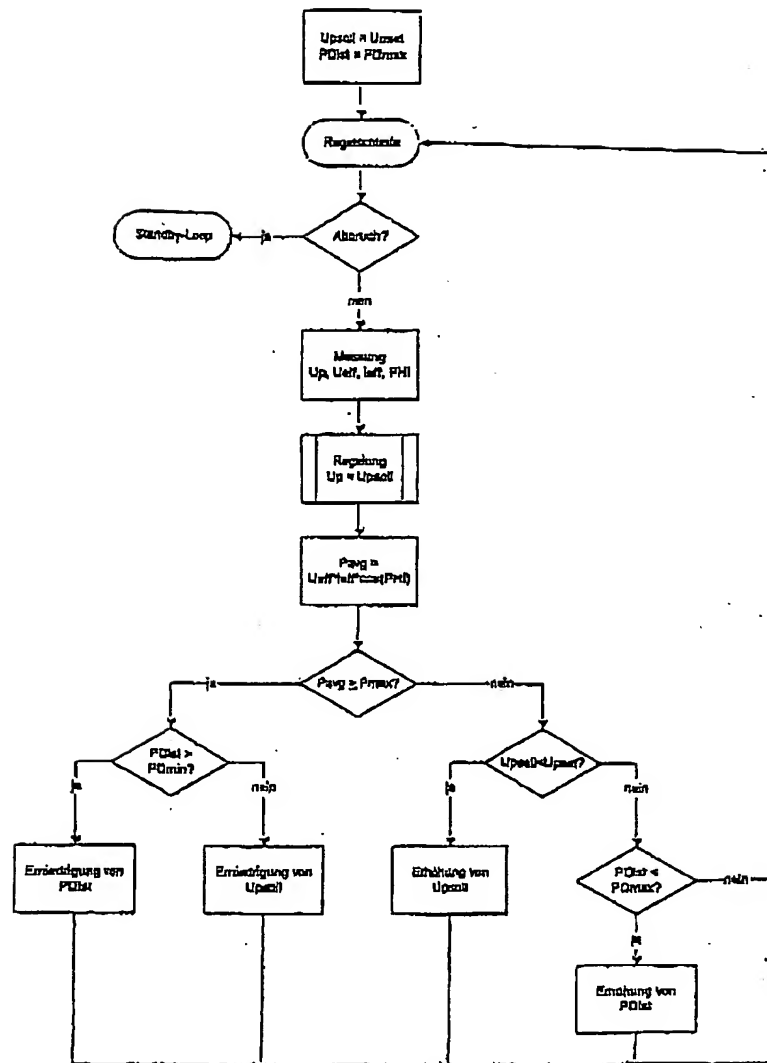 Upsoll = Upset
PDist = PDmax
Regelschleife
Abbruch?
ja
Standby-Loop
nein
Messung
Up, Ueff, Ieff, PHI
Regelung
Up = Upsoll
Pavg =
Ueff*Ieff*cos(PHI)
Pavg ≥ Pmax?
ja
nein
PDist >
PDmin?
Upsoll<Upset?
ja
nein
ja
nein
Erniedrigung von
PDist
Erniedrigung von
Upsoll
Erhöhung von
Upsoll
PDist <
PDmax?
nein
ja
Erhöhung von
PDist